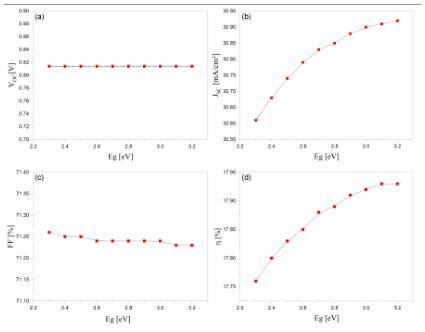 (a)
0.88
0.86
0.84
0.82
0.80
0.78
0.76
0.74
0.72
0.70
V_OC [V]
2.2 2.4 2.6 2.8 3.0 3.2
Eg [eV]
(b)
30.95
30.90
30.85
30.80
30.75
30.70
30.65
30.60
30.55
J_SC [mA/cm²]
2.2 2.4 2.6 2.8 3.0 3.2
Eg [eV]
(c)
71.40
71.35
71.30
71.25
71.20
71.15
71.10
FF [%]
2.2 2.4 2.6 2.8 3.0 3.2
Eg [eV]
(d)
17.95
17.90
17.85
17.80
17.75
η [%]
2.2 2.4 2.6 2.8 3.0 3.2
Eg [eV]